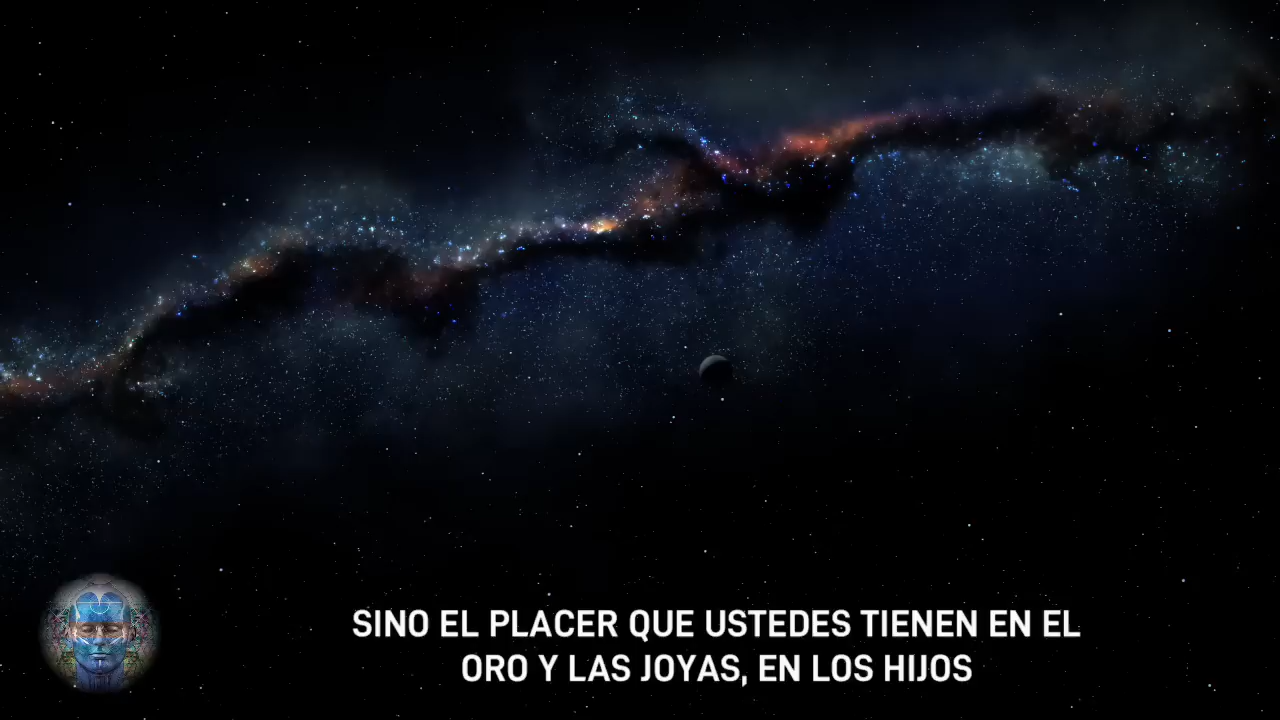 SINO EL PLACER QUE USTEDES TIENEN EN EL
ORO Y LAS JOYAS, EN LOS HIJOS